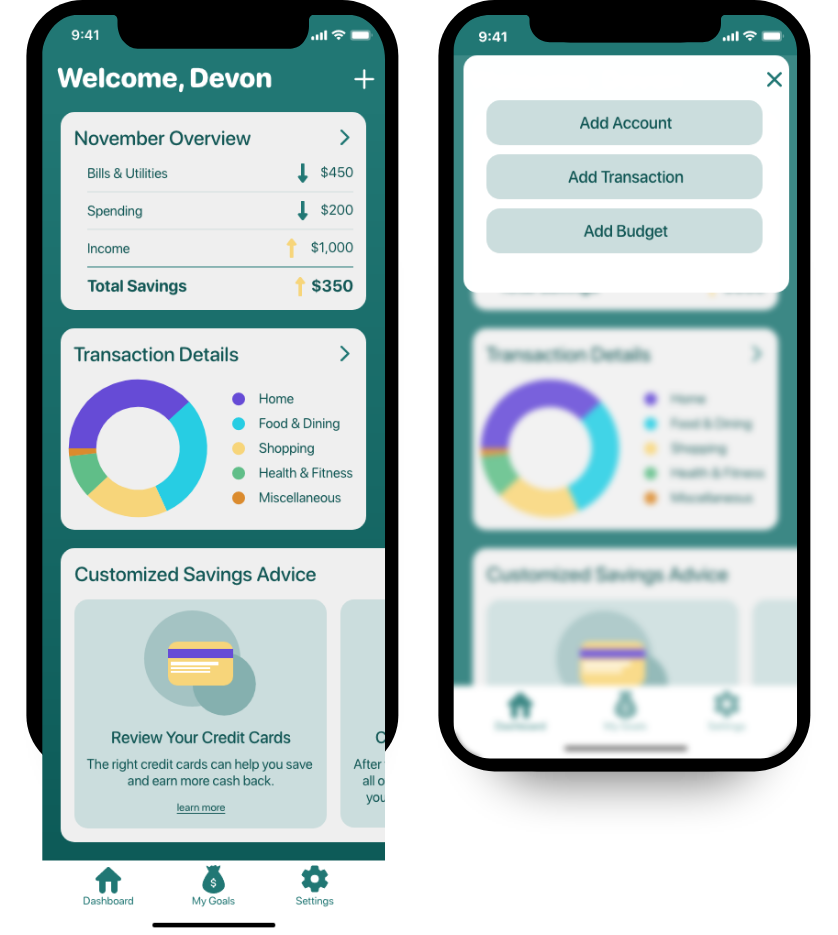 9:41
Welcome, Devon
November Overview
Bills & Utilities $450
Spending $200
Income $1,000
Total Savings $350
Transaction Details
Home
Food & Dining
Shopping
Health & Fitness
Miscellaneous
Customized Savings Advice
Review Your Credit Cards
The right credit cards can help you save
and earn more cash back.
learn more
C
After
all o
you
Dashboard
My Goals
Settings
9:41
Add Account
Add Transaction
Add Budget
Transaction Details
Home
Food & Dining
Shopping
Health & Fitness
Miscellaneous
Customized Savings Advice
Dashboard
My Goals
Settings